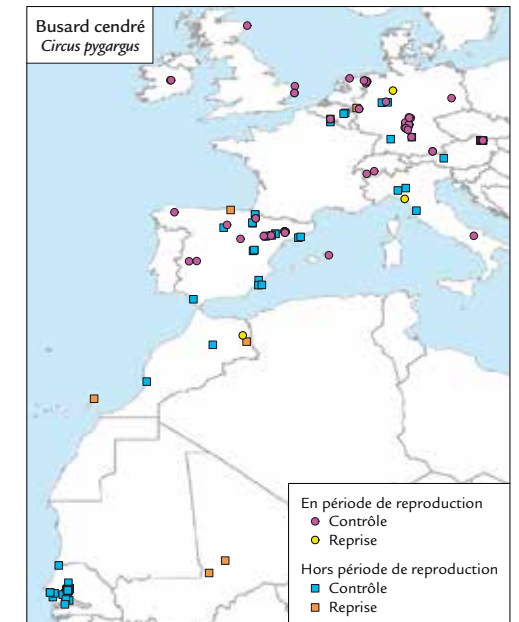 Busard cendré
Circus pygargus
En période de reproduction
Contrôle
Reprise
Hors période de reproduction
Contrôle
Reprise